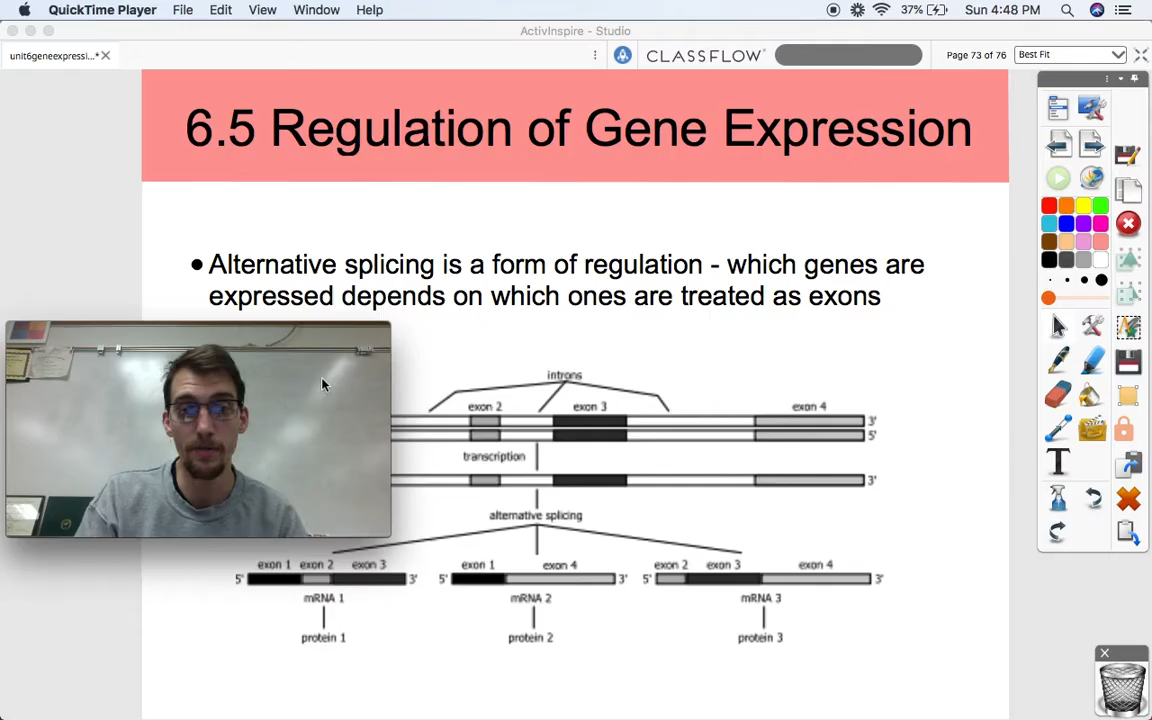 QuickTime Player File Edit View Window Help 37% Sun 4:48 PM
ActivInspire - Studio
unit6geneexpressi...* CLASSFLOW Page 73 of 76 Best Fit
6.5 Regulation of Gene Expression
• Alternative splicing is a form of regulation - which genes are
expressed depends on which ones are treated as exons
introns
exon 2 exon 3 exon 4
3'
5'
transcription
3'
alternative splicing
exon 1 exon 2 exon 3 exon 1 exon 4 exon 2 exon 3 exon 4
5' 3' 5' 3' 5' 3'
mRNA 1 mRNA 2 mRNA 3
protein 1 protein 2 protein 3